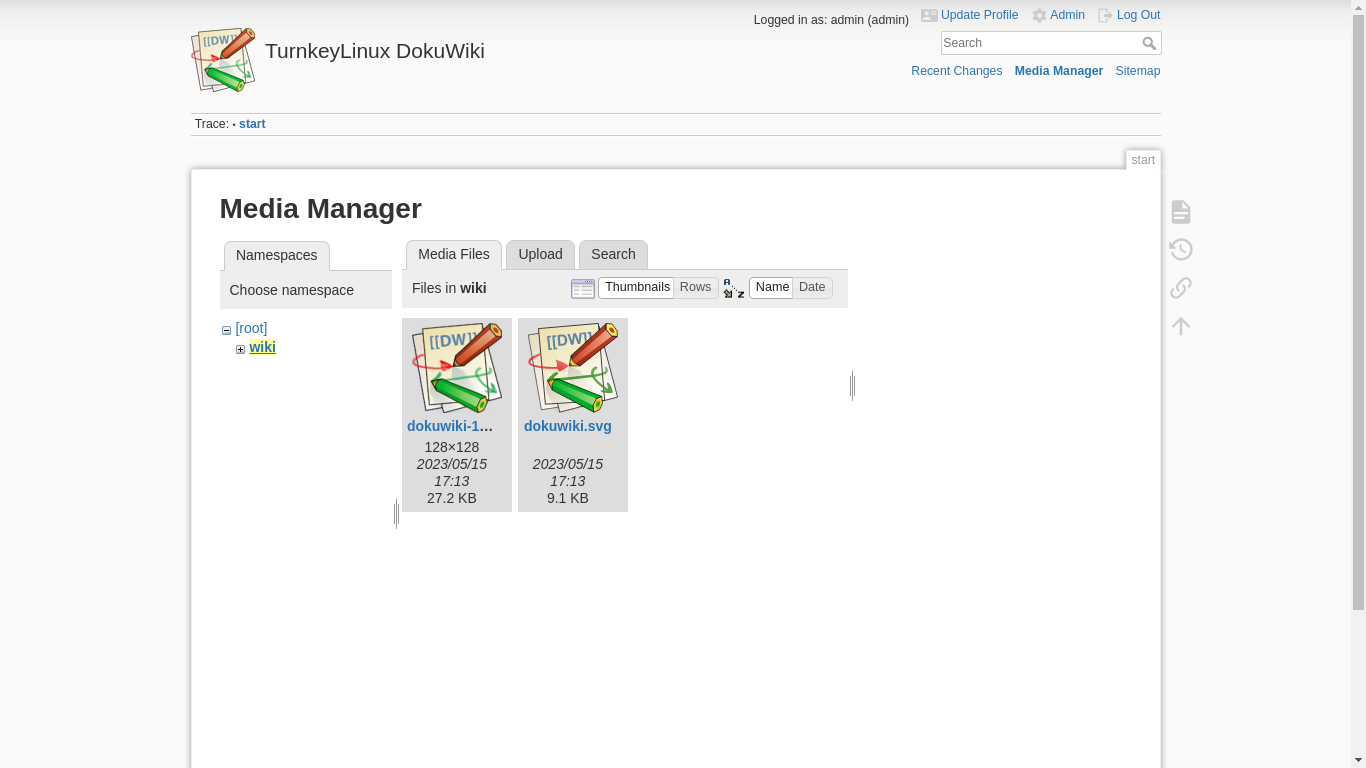 Logged in as: admin (admin) Update Profile Admin Log Out
[[DW]] TurnkeyLinux DokuWiki
Search
Recent Changes Media Manager Sitemap
Trace: • start
start
Media Manager
Namespaces
Choose namespace
[root]
wiki
Media Files Upload Search
Files in wiki Thumbnails Rows A Z Name Date
[[DW]] [[DW]]
dokuwiki-1… dokuwiki.svg
128×128
2023/05/15 2023/05/15
17:13 17:13
27.2 KB 9.1 KB